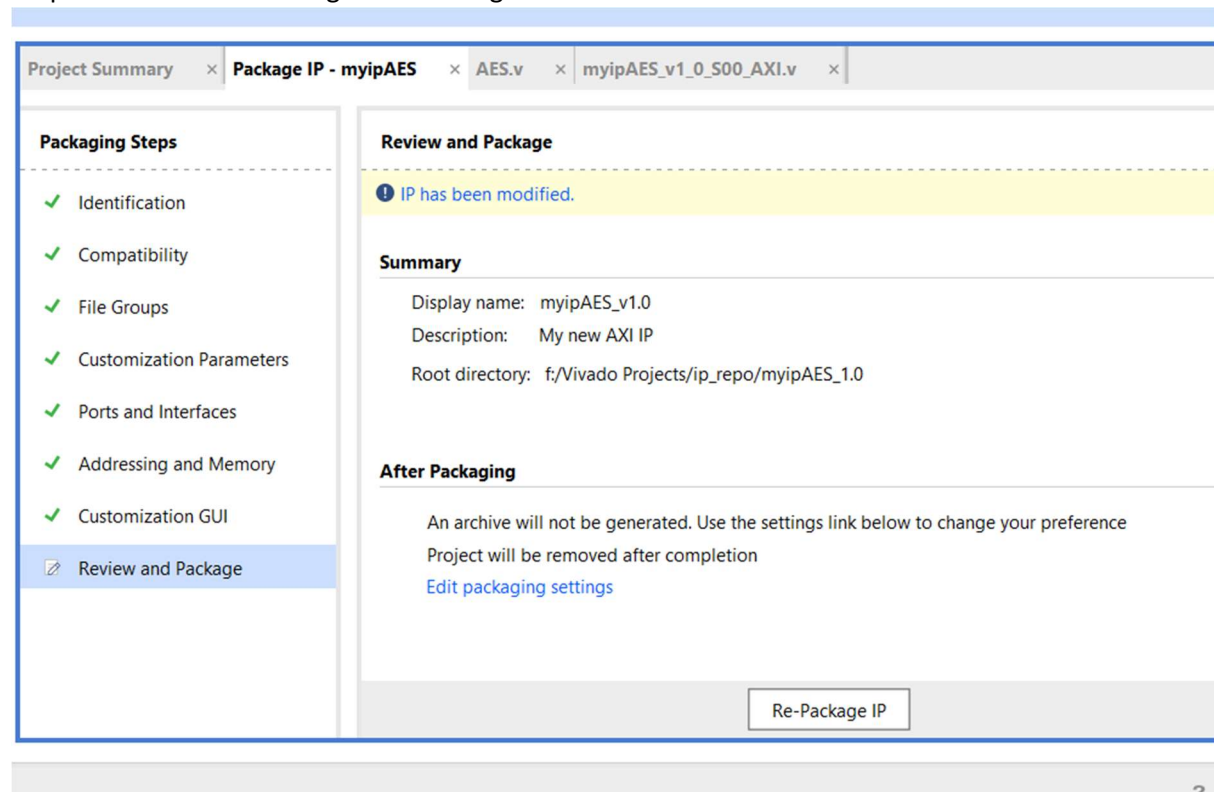 Project Summary × Package IP - myipAES × AES.v × myipAES_v1_0_S00_AXI.v ×
Packaging Steps
Identification
Compatibility
File Groups
Customization Parameters
Ports and Interfaces
Addressing and Memory
Customization GUI
Review and Package
Review and Package
IP has been modified.
Summary
Display name: myipAES_v1.0
Description: My new AXI IP
Root directory: f:/Vivado Projects/ip_repo/myipAES_1.0
After Packaging
An archive will not be generated. Use the settings link below to change your preference
Project will be removed after completion
Edit packaging settings
Re-Package IP